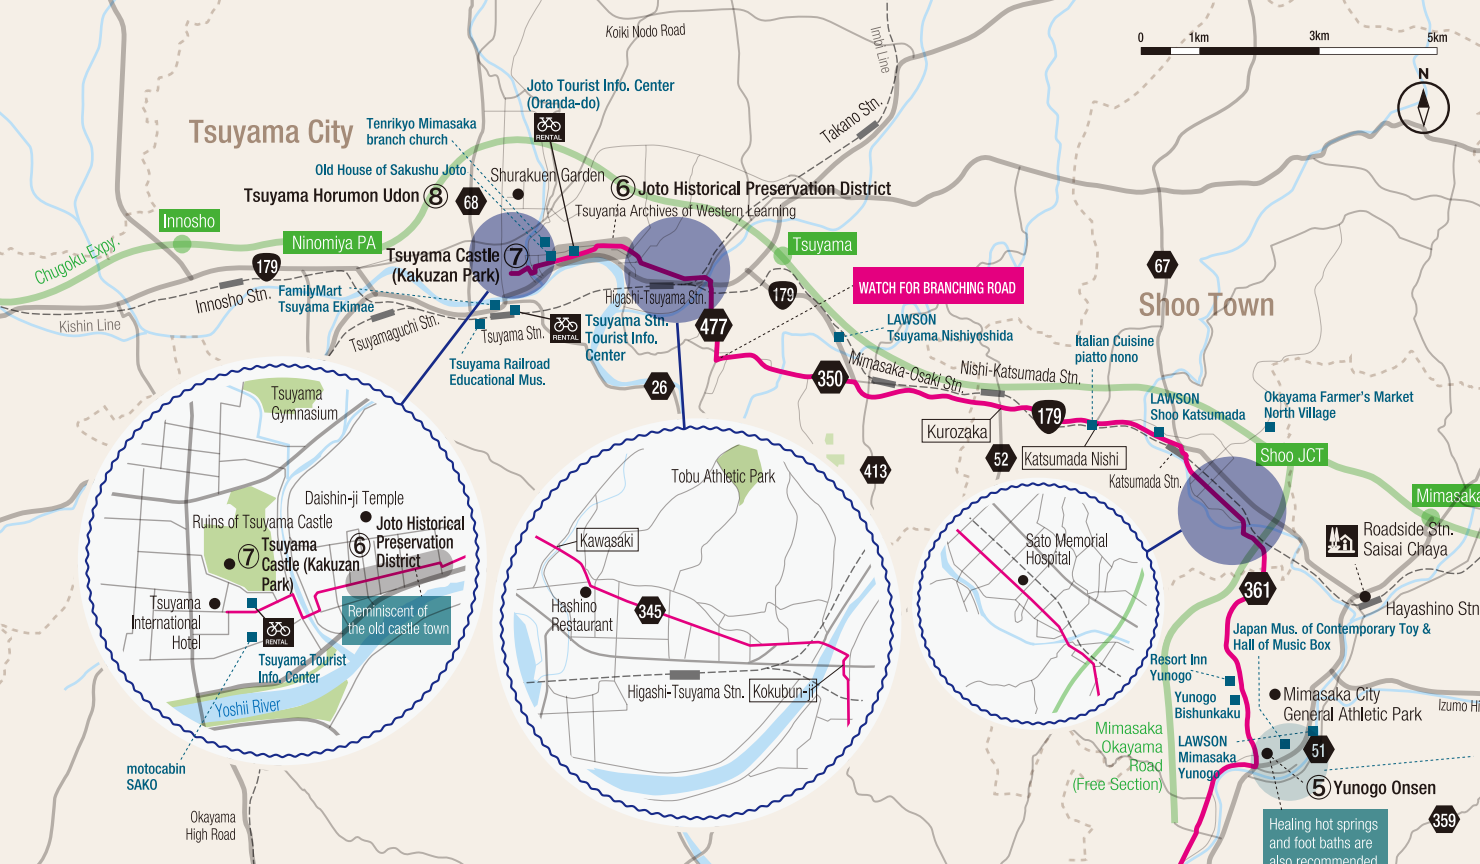 Koiki Nodo Road
Imbi Line
0 1km 3km 5km
N
Joto Tourist Info. Center
(Oranda-do)
RENTAL
Takano Stn.
Tsuyama City
Tenrikyo Mimasaka
branch church
Old House of Sakushu Joto
Shurakuen Garden
Tsuyama Horumon Udon ⑧
68
⑥ Joto Historical Preservation District
Tsuyama Archives of Western Learning
Innosho
Ninomiya PA
Chugoku-Expy
Tsuyama Castle ⑦
(Kakuzan Park)
Tsuyama
67
179
Innosho Stn.
Kishin Line
FamilyMart
Tsuyama Ekimae
Tsuyamaguchi Stn.
Tsuyama Stn.
RENTAL
Tsuyama Stn.
Tourist Info.
Center
Higashi-Tsuyama Stn.
179
WATCH FOR BRANCHING ROAD
Shoo Town
477
LAWSON
Tsuyama Nishiyoshida
Italian Cuisine
piatto nono
Tsuyama Railroad
Educational Mus.
26
350
Mimasaka-Osaki Stn.
Nishi-Katsumada Stn.
LAWSON
Shoo Katsumada
Okayama Farmer's Market
North Village
Kurozaka
179
52
Katsumada Nishi
413
Katsumada Stn.
Shoo JCT
Mimasaka
Roadside Stn.
Saisai Chaya
Hayashino Stn
361
Tsuyama
Gymnasium
Daishin-ji Temple
Ruins of Tsuyama Castle
⑦ Tsuyama
Castle (Kakuzan
Park)
⑥ Joto Historical
Preservation
District
Tsuyama
International
Hotel
RENTAL
Reminiscent of
the old castle town
Tsuyama Tourist
Info. Center
Yoshii River
motocabin
SAKO
Okayama
High Road
Tobu Athletic Park
Kawasaki
Hashino
Restaurant
345
Higashi-Tsuyama Stn.
Kokubun-ji
Sato Memorial
Hospital
Japan Mus. of Contemporary Toy &
Hall of Music Box
Resort Inn
Yunogo
Yunogo
Bishunkaku
Mimasaka City
General Athletic Park
Izumo Hi
Mimasaka
Okayama
Road
(Free Section)
LAWSON
Mimasaka
Yunogo
51
⑤ Yunogo Onsen
359
Healing hot springs
and foot baths are
also recommended